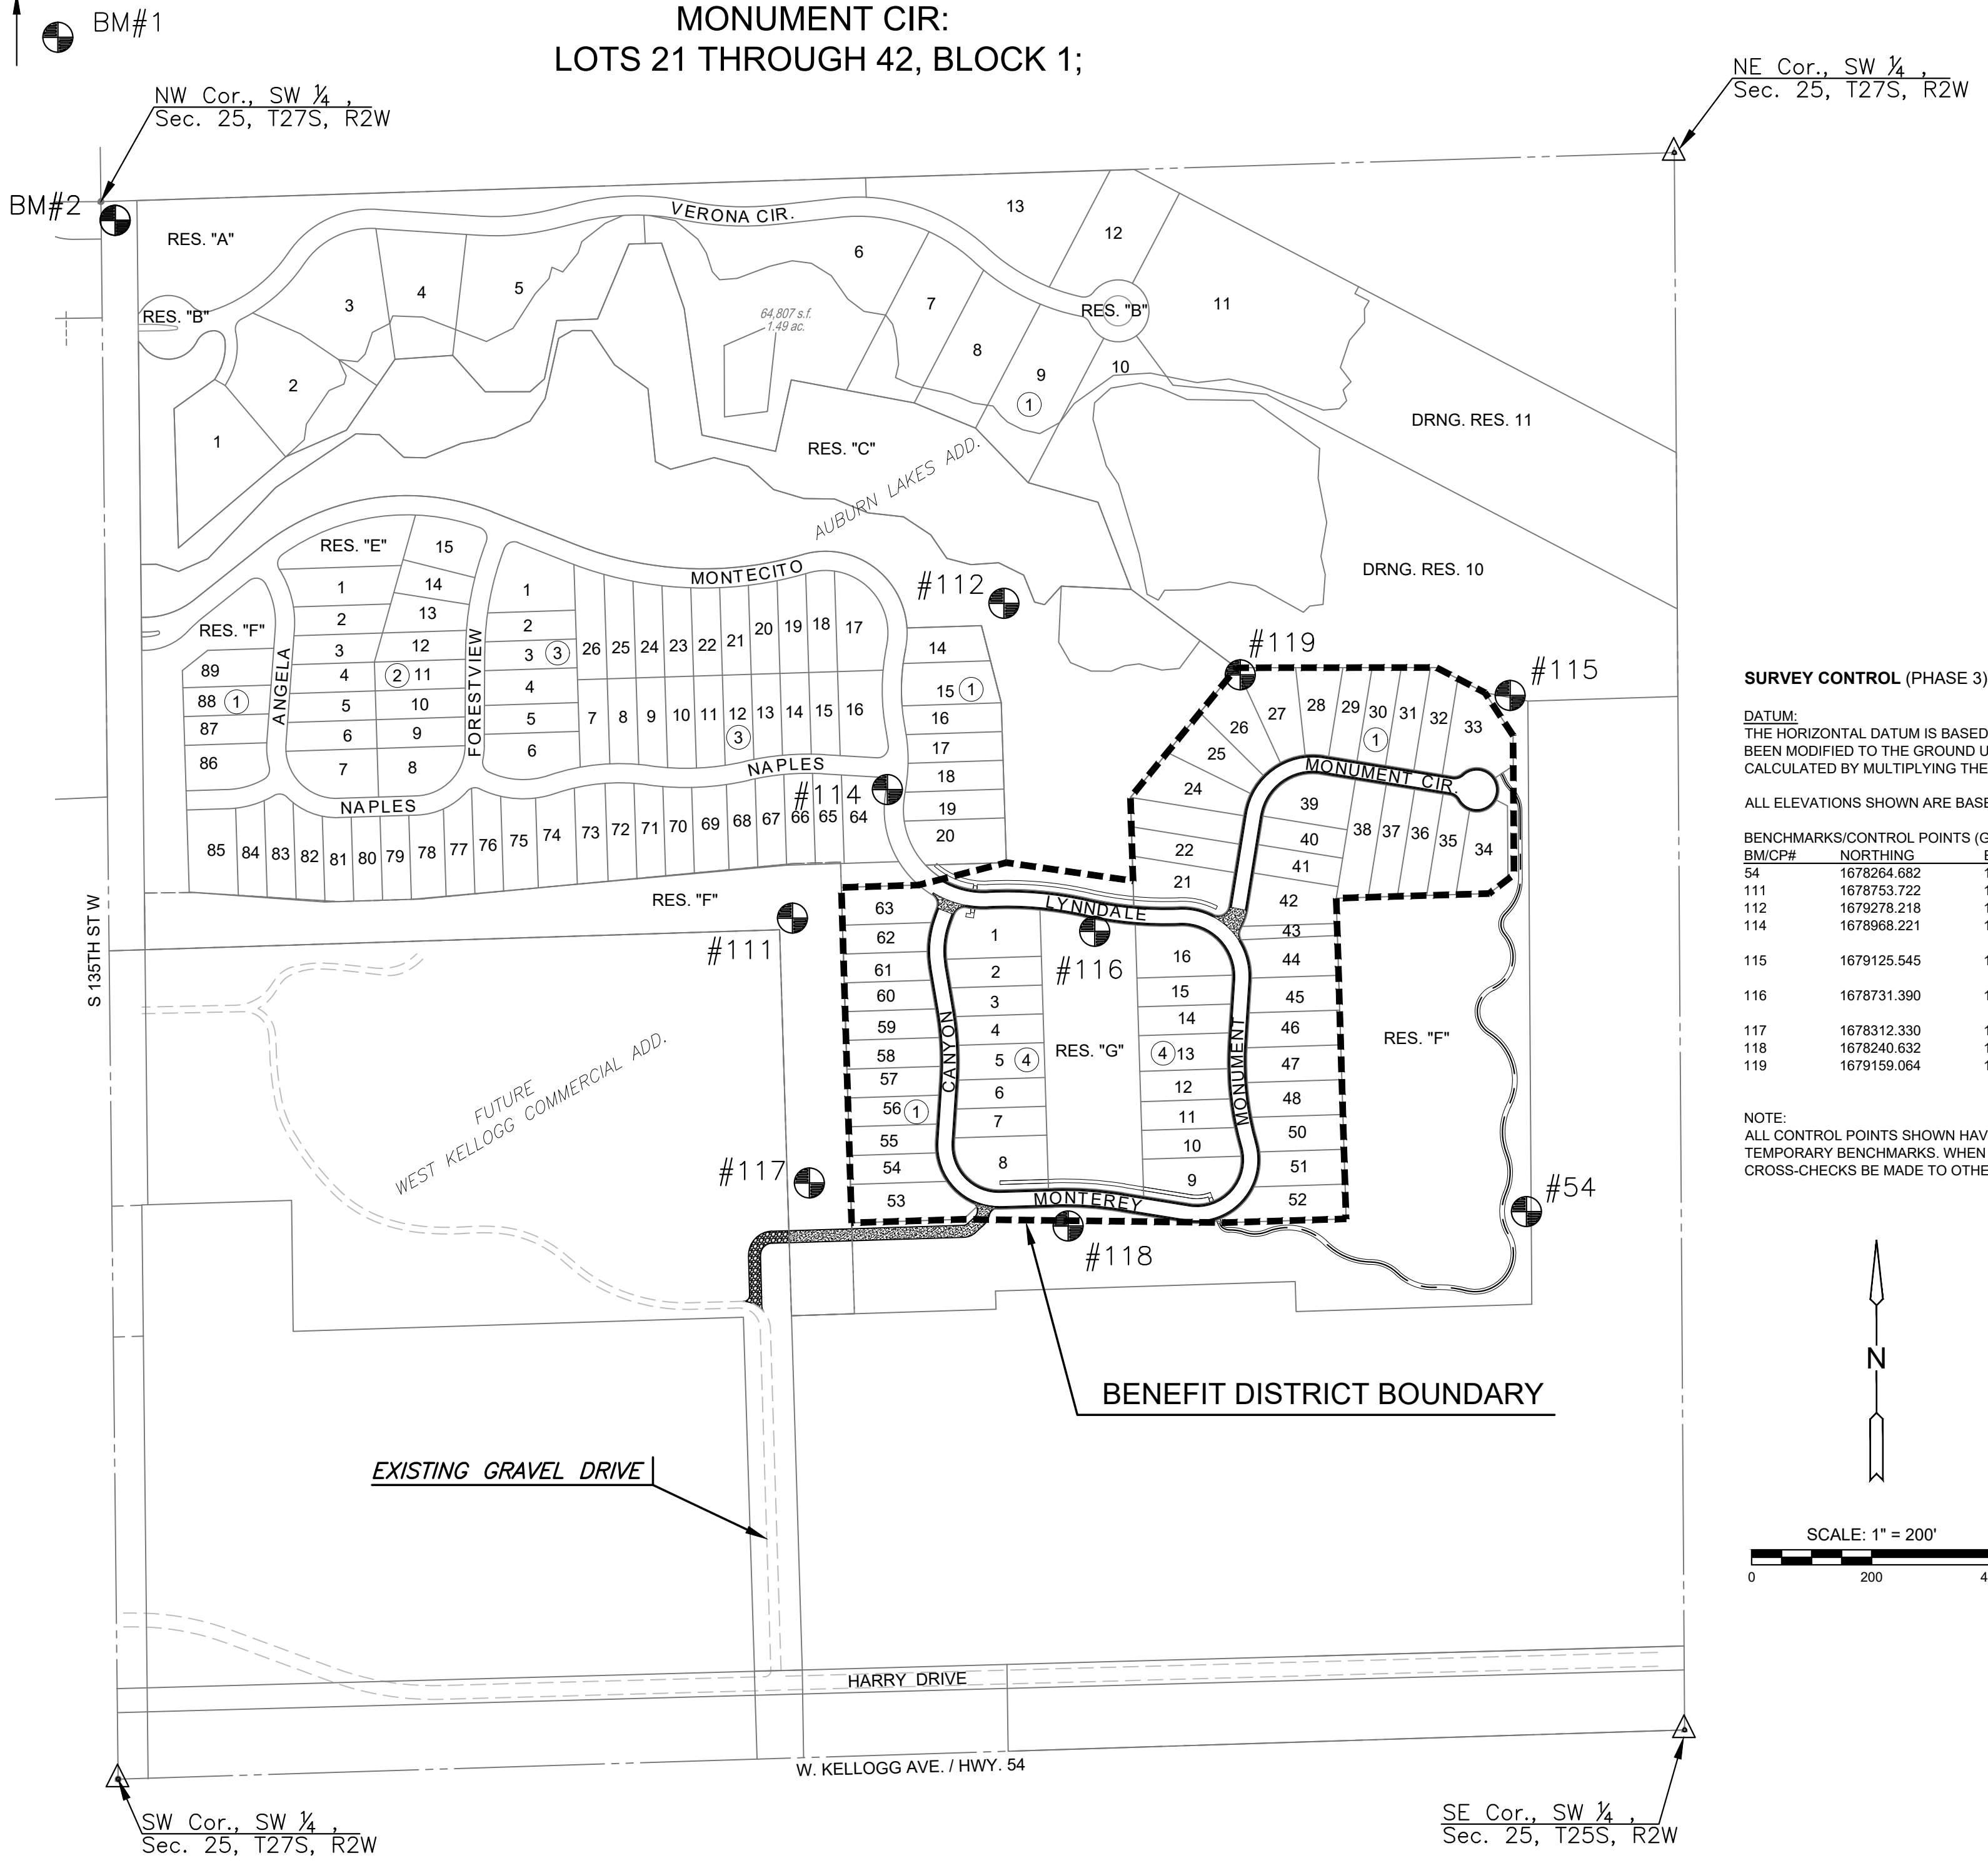 MONUMENT CIR:
LOTS 21 THROUGH 42, BLOCK 1;
BM#1
NW Cor., SW ¼ ,
Sec. 25, T27S, R2W
NE Cor., SW ¼ ,
Sec. 25, T27S, R2W
BM#2
RES. "A"
VERONA CIR.
13
12
6
3
4
5
7
11
RES. "B"
RES. "B"
64,807 s.f.
1.49 ac.
8
9
10
2
1
1
DRNG. RES. 11
RES. "C"
AUBURN LAKES ADD.
DRNG. RES. 10
RES. "E"
15
MONTECITO
1
14
1
#112
2
13
2
20 19 18 17
RES. "F"
3
12
3
3
26 25 24 23 22 21
14
#119
89
4
2
11
4
15
1
#115
88
1
5
10
5
7 8 9 10 11 12 13 14 15 16
16
87
6
9
6
3
17
86
7
8
18
ANGELA
FORESTVIEW
NAPLES
NAPLES
#114
19
20
85 84 83 82 81 80 79 78 77 76 75 74 73 72 71 70 69 68 67 66 65 64
26 27 28 29 30 31 32 33
25
1
24
MONUMENT CIR.
39
22
40
38 37 36 35 34
21
41
42
RES. "F"
S 135TH ST W
#111
63
62
61
60
59
58
57
56
1
55
54
53
LYNNDALE
#116
CANYON
1
2
3
4
5
4
6
7
8
RES. "G"
16
15
14
4
13
12
11
10
9
MONUMENT
43
44
45
46
47
48
50
51
52
RES. "F"
FUTURE
WEST KELLOGG COMMERCIAL ADD.
#117
MONTEREY
#118
#54
BENEFIT DISTRICT BOUNDARY
EXISTING GRAVEL DRIVE
HARRY DRIVE
W. KELLOGG AVE. / HWY. 54
SW Cor., SW ¼ ,
Sec. 25, T27S, R2W
SE Cor., SW ¼ ,
Sec. 25, T25S, R2W
SURVEY CONTROL (PHASE 3)
DATUM:
THE HORIZONTAL DATUM IS BASED
BEEN MODIFIED TO THE GROUND U
CALCULATED BY MULTIPLYING THE
ALL ELEVATIONS SHOWN ARE BASE
BENCHMARKS/CONTROL POINTS (G
BM/CP# NORTHING E
54 1678264.682 1
111 1678753.722 1
112 1679278.218 1
114 1678968.221 1
115 1679125.545 1
116 1678731.390 1
117 1678312.330 1
118 1678240.632 1
119 1679159.064 1
NOTE:
ALL CONTROL POINTS SHOWN HAV
TEMPORARY BENCHMARKS. WHEN
CROSS-CHECKS BE MADE TO OTHE
N
SCALE: 1" = 200'
0 200 4